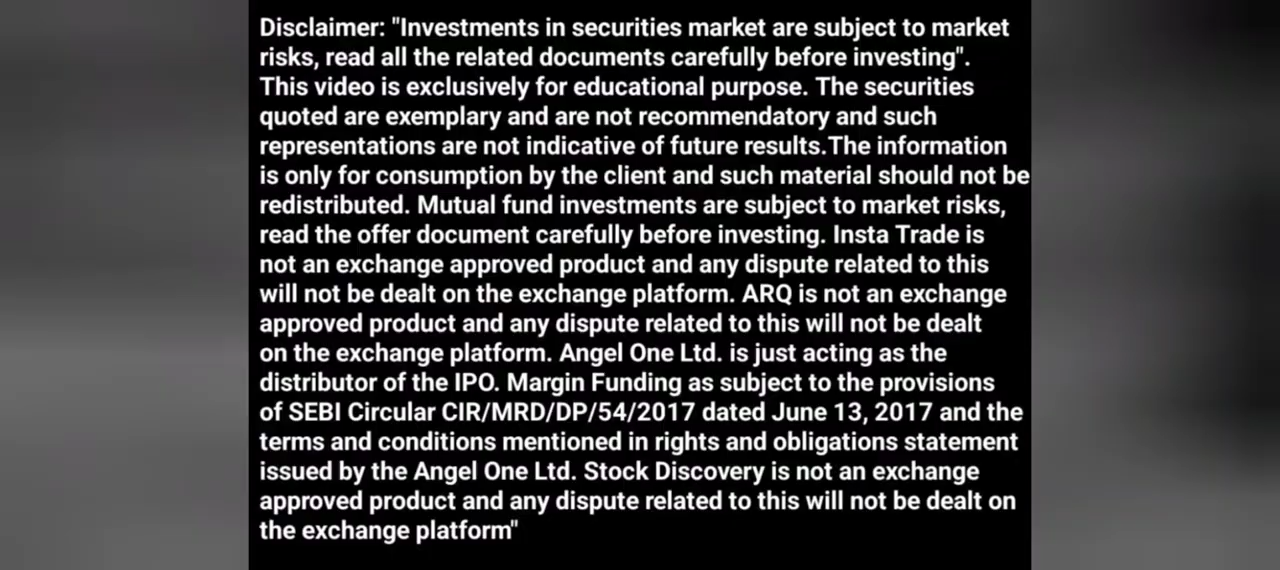 Disclaimer: "Investments in securities market are subject to market
risks, read all the related documents carefully before investing".
This video is exclusively for educational purpose. The securities
quoted are exemplary and are not recommendatory and such
representations are not indicative of future results.The information
is only for consumption by the client and such material should not be
redistributed. Mutual fund investments are subject to market risks,
read the offer document carefully before investing. Insta Trade is
not an exchange approved product and any dispute related to this
will not be dealt on the exchange platform. ARQ is not an exchange
approved product and any dispute related to this will not be dealt
on the exchange platform. Angel One Ltd. is just acting as the
distributor of the IPO. Margin Funding as subject to the provisions
of SEBI Circular CIR/MRD/DP/54/2017 dated June 13, 2017 and the
terms and conditions mentioned in rights and obligations statement
issued by the Angel One Ltd. Stock Discovery is not an exchange
approved product and any dispute related to this will not be dealt on
the exchange platform"